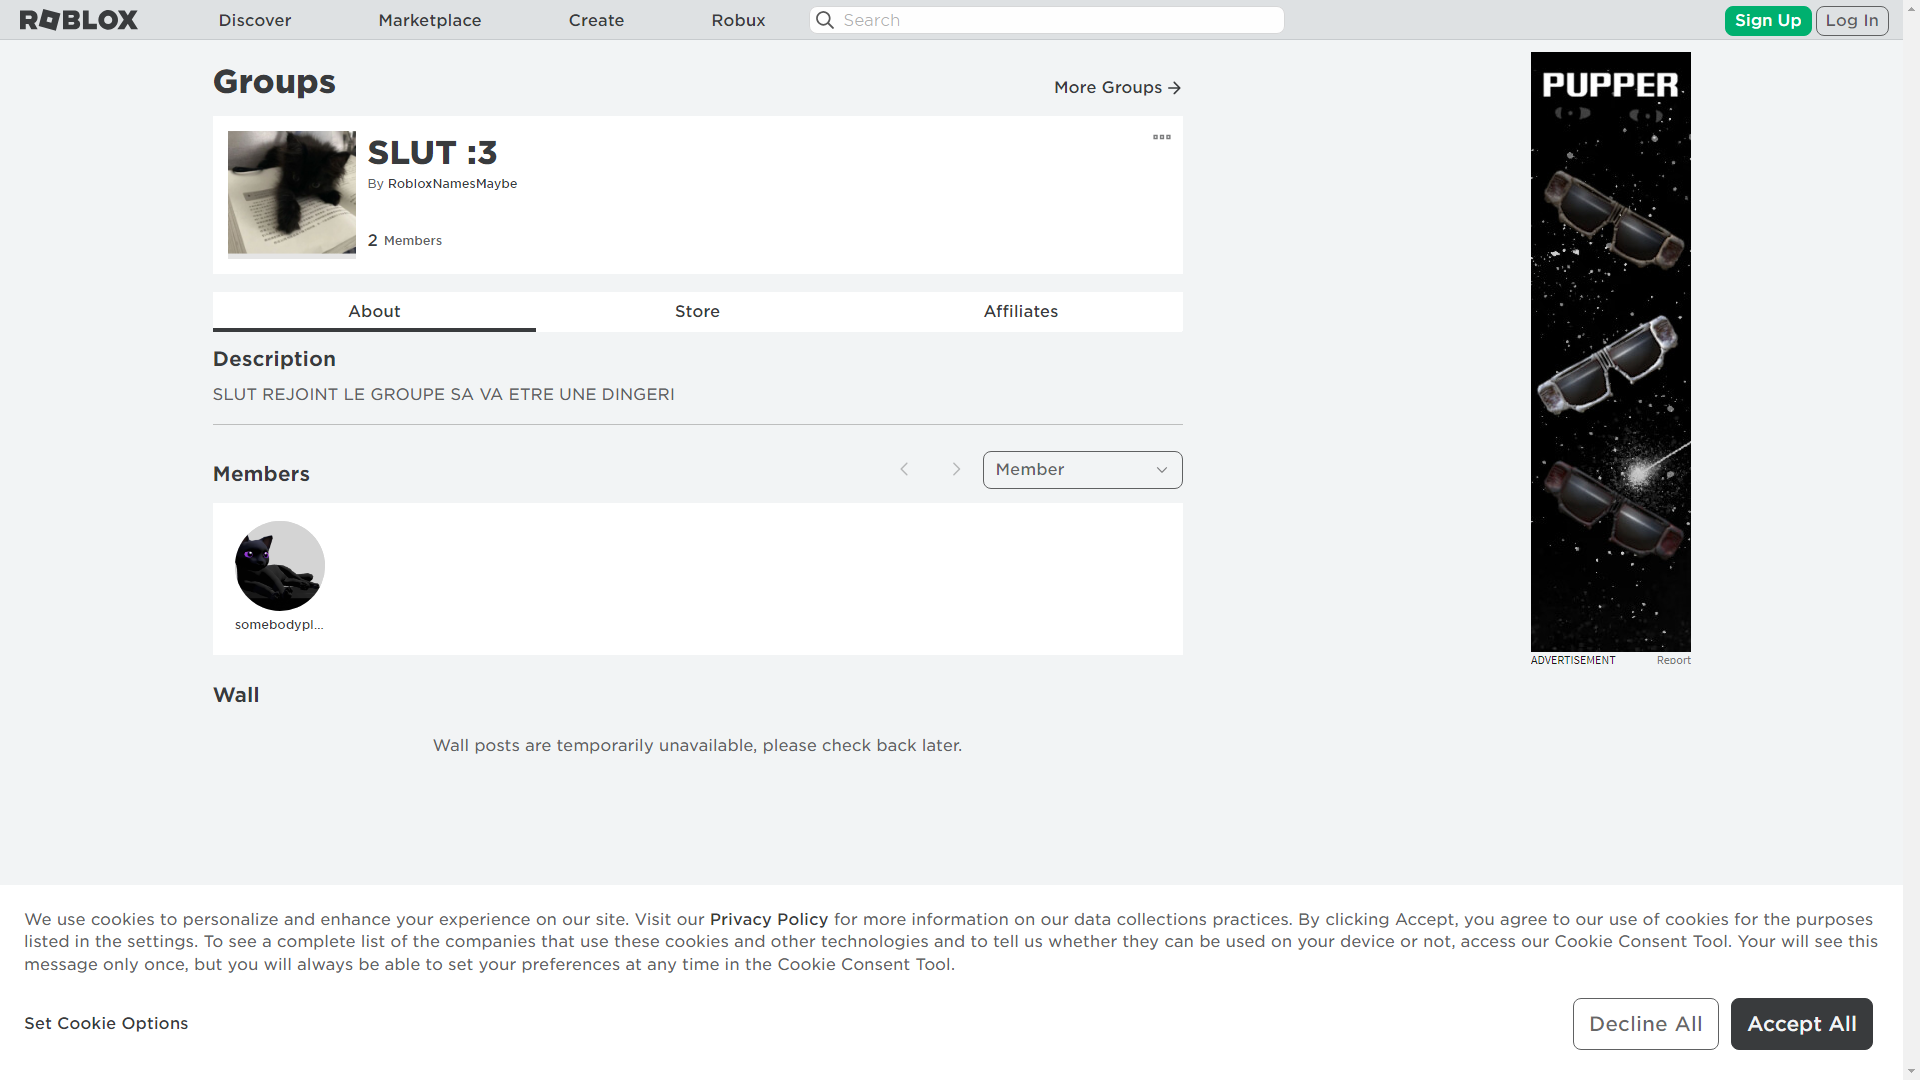 ROBLOX
Discover
Marketplace
Create
Robux
Search
Sign Up
Log In
Groups
More Groups
SLUT :3
By RobloxNamesMaybe
2 Members
About
Store
Affiliates
Description
SLUT REJOINT LE GROUPE SA VA ETRE UNE DINGERI
Members
Member
somebodypl...
Wall
Wall posts are temporarily unavailable, please check back later.
PUPPER
ADVERTISEMENT
Report
We use cookies to personalize and enhance your experience on our site. Visit our Privacy Policy for more information on our data collections practices. By clicking Accept, you agree to our use of cookies for the purposes
listed in the settings. To see a complete list of the companies that use these cookies and other technologies and to tell us whether they can be used on your device or not, access our Cookie Consent Tool. Your will see this
message only once, but you will always be able to set your preferences at any time in the Cookie Consent Tool.
Set Cookie Options
Decline All
Accept All